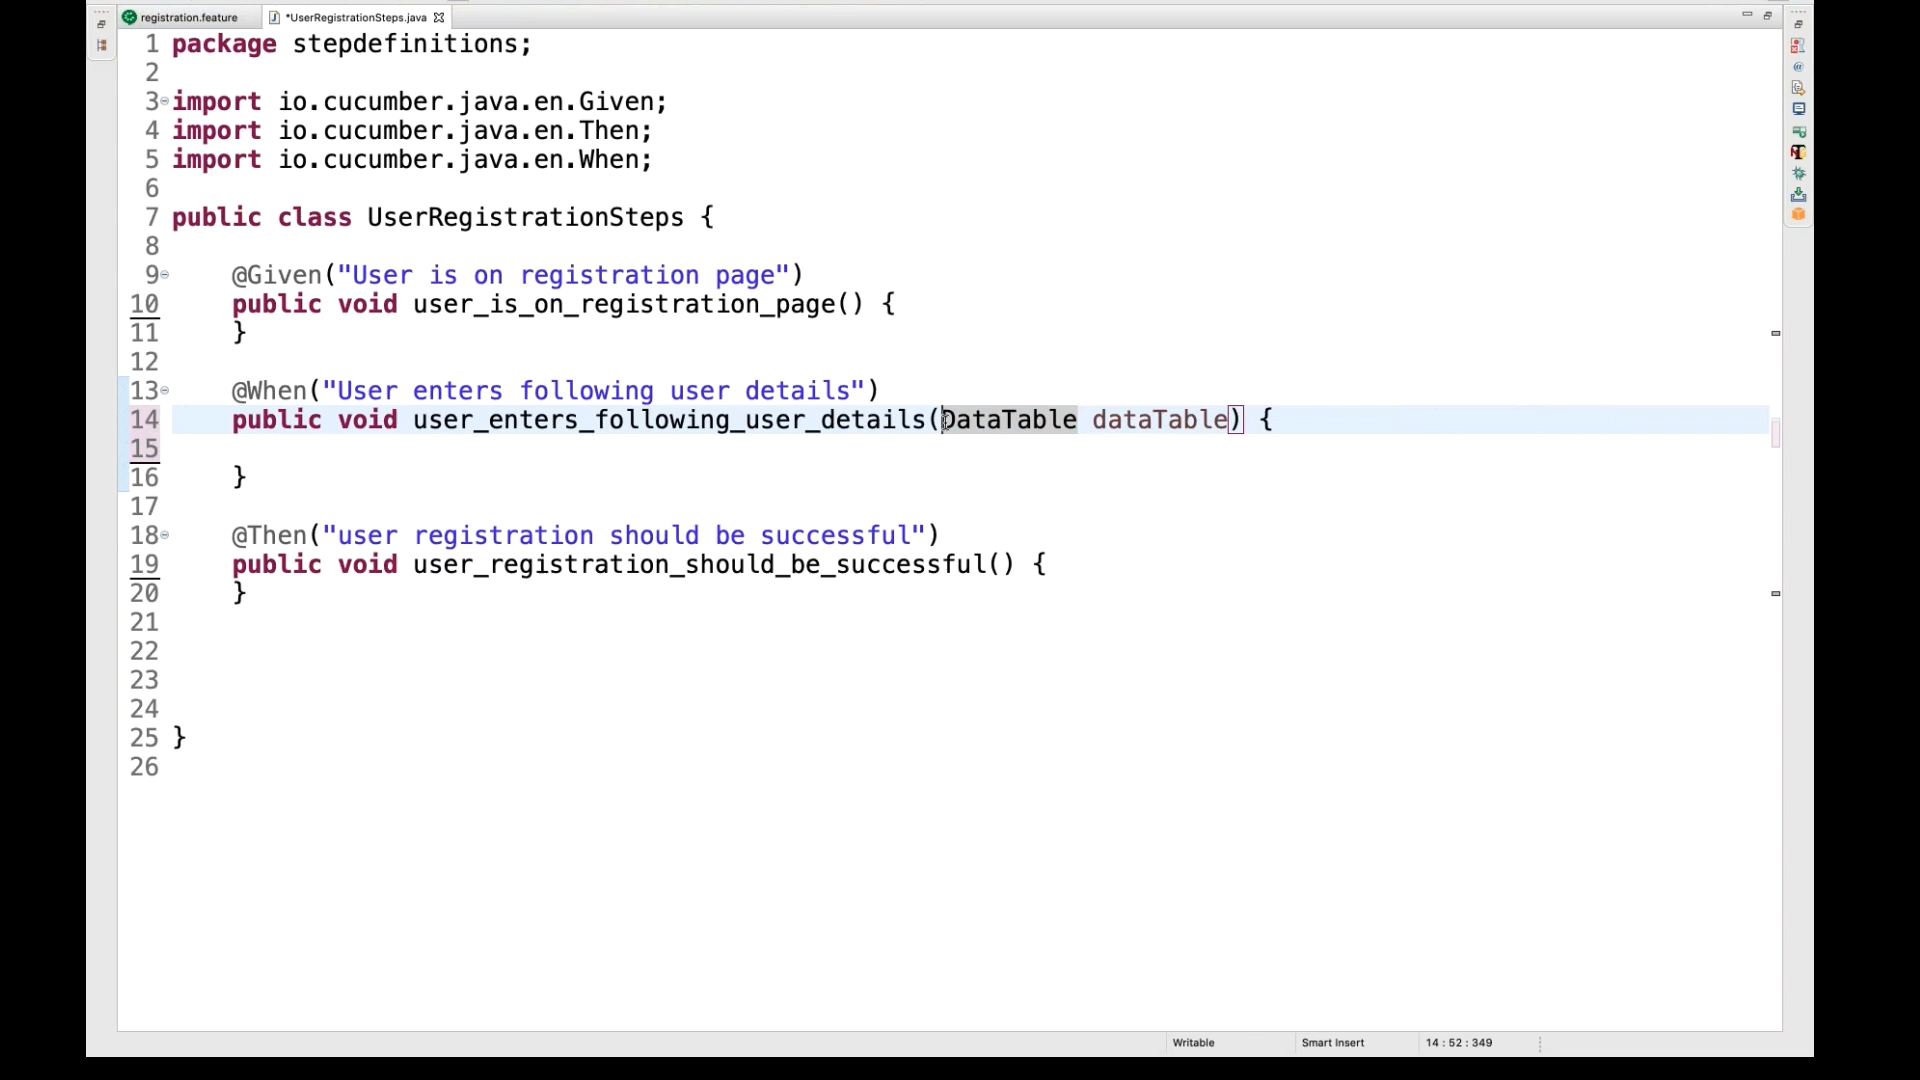 registration.feature
*UserRegistrationSteps.java
1 package stepdefinitions;
2
3 import io.cucumber.java.en.Given;
4 import io.cucumber.java.en.Then;
5 import io.cucumber.java.en.When;
6
7 public class UserRegistrationSteps {
8
9 @Given("User is on registration page")
10 public void user_is_on_registration_page() {
11 }
12
13 @When("User enters following user details")
14 public void user_enters_following_user_details(DataTable dataTable) {
15
16 }
17
18 @Then("user registration should be successful")
19 public void user_registration_should_be_successful() {
20 }
21
22
23
24
25 }
26
Writable Smart Insert 14 : 52 : 349